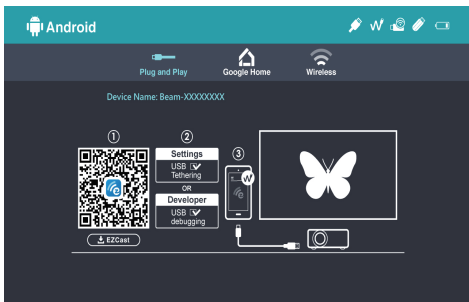 Android
Plug and Play
Google Home
Wireless
Device Name: Beam-XXXXXXXX
①
②
③
Settings
USB
Tethering
OR
Developer
USB
debugging
EZCast